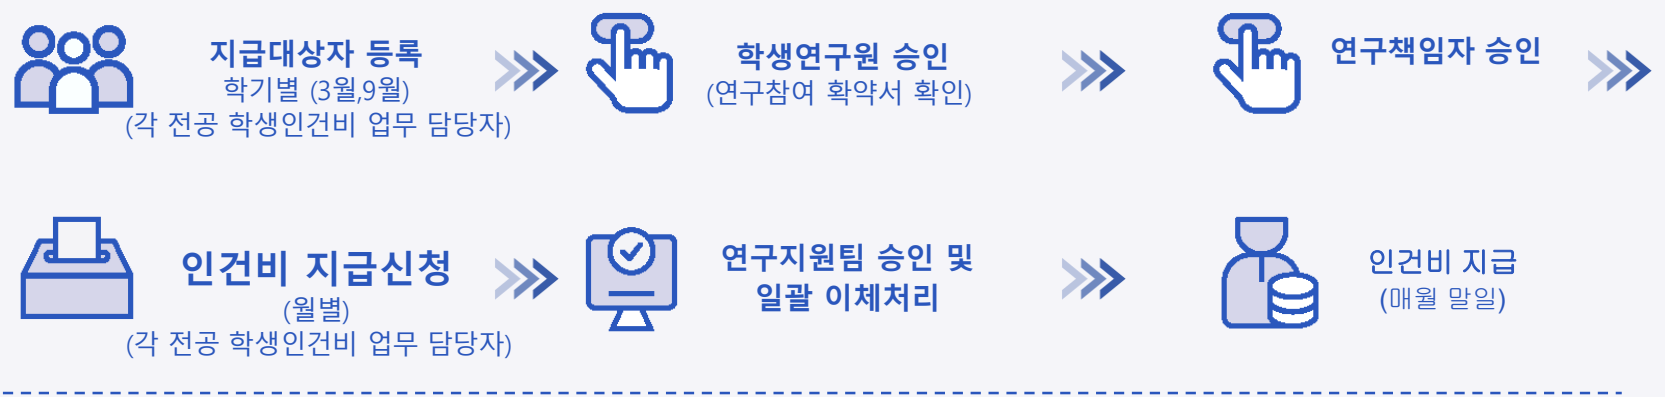 지급대상자 등록
학기별 (3월,9월)
(각 전공 학생인건비 업무 담당자)
학생연구원 승인
(연구참여 확약서 확인)
연구책임자 승인
인건비 지급신청
(월별)
(각 전공 학생인건비 업무 담당자)
연구지원팀 승인 및
일괄 이체처리
인건비 지급
(매월 말일)